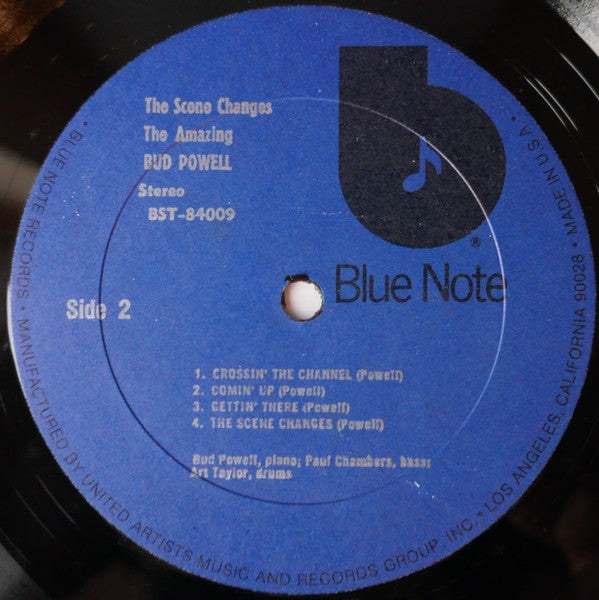 The Scene Changes
The Amazing
BUD POWELL
Stereo
BST-84009
®
Blue Note
Side 2
1. CROSSIN' THE CHANNEL (Powell)
2. COMIN' UP (Powell)
3. GETTIN' THERE (Powell)
4. THE SCENE CHANGES (Powell)
Bud Powell, piano; Paul Chambers, bass;
Art Taylor, drums
• BLUE NOTE RECORDS • MANUFACTURED BY UNITED ARTISTS MUSIC AND RECORDS GROUP, INC. • LOS ANGELES, CALIFORNIA 90028 • MADE IN U.S.A.